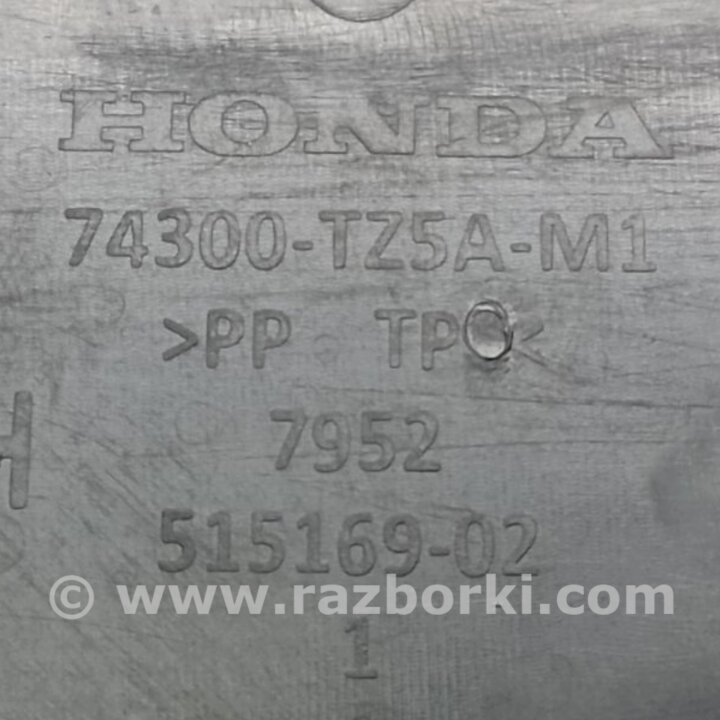 HONDA
74300-TZ5A-M1
>PP TPO<
7952
H
515169-02
© www.razborki.com
1